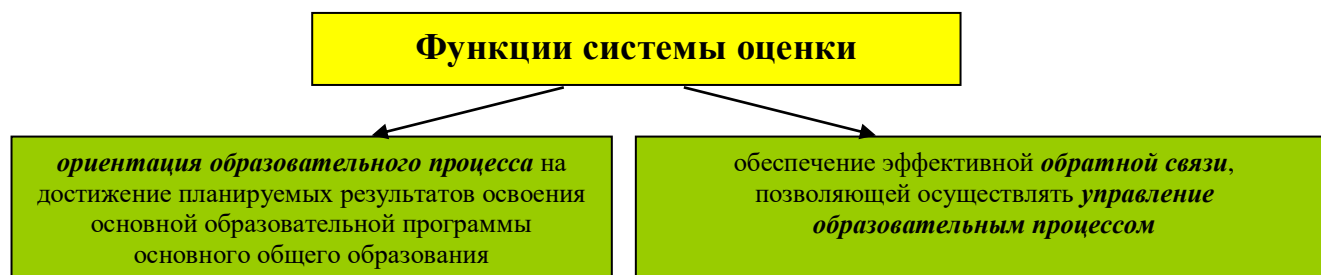 Функции системы оценки
ориентация образовательного процесса на
достижение планируемых результатов освоения
основной образовательной программы
основного общего образования
обеспечение эффективной обратной связи,
позволяющей осуществлять управление
образовательным процессом